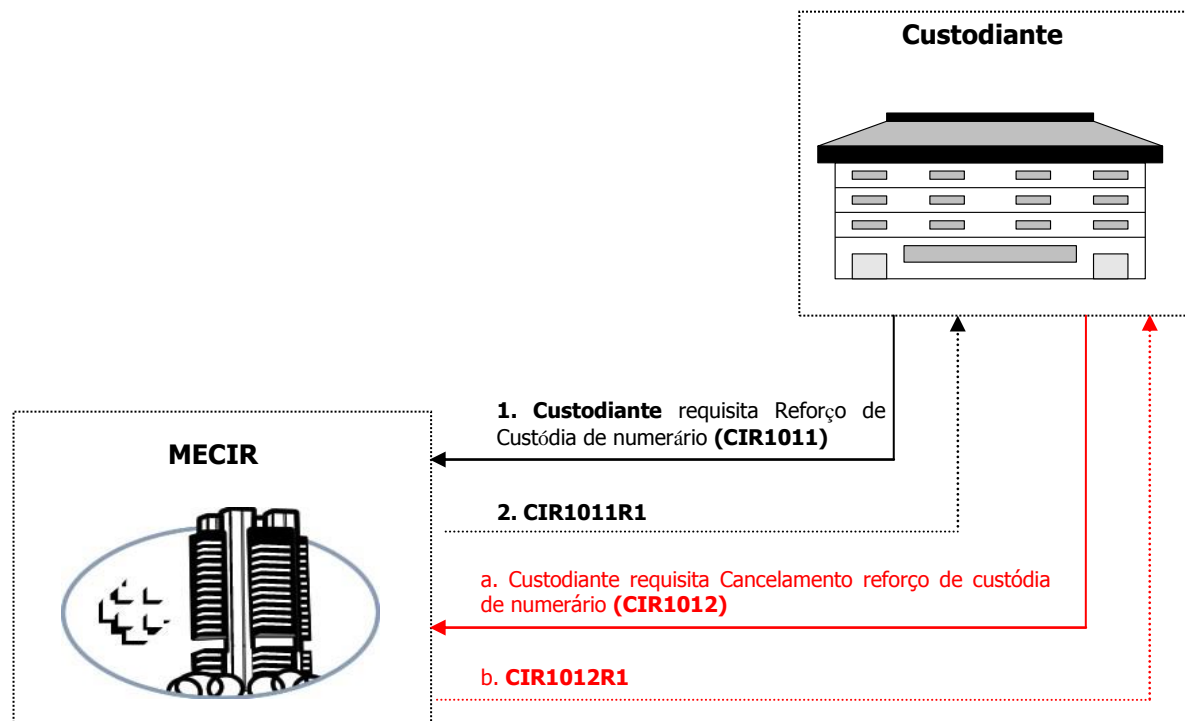 Custodiante
1. Custodiante requisita Reforço de
Custódia de numerário (CIR1011)
MECIR
2. CIR1011R1
a. Custodiante requisita Cancelamento reforço de custódia
de numerário (CIR1012)
b. CIR1012R1